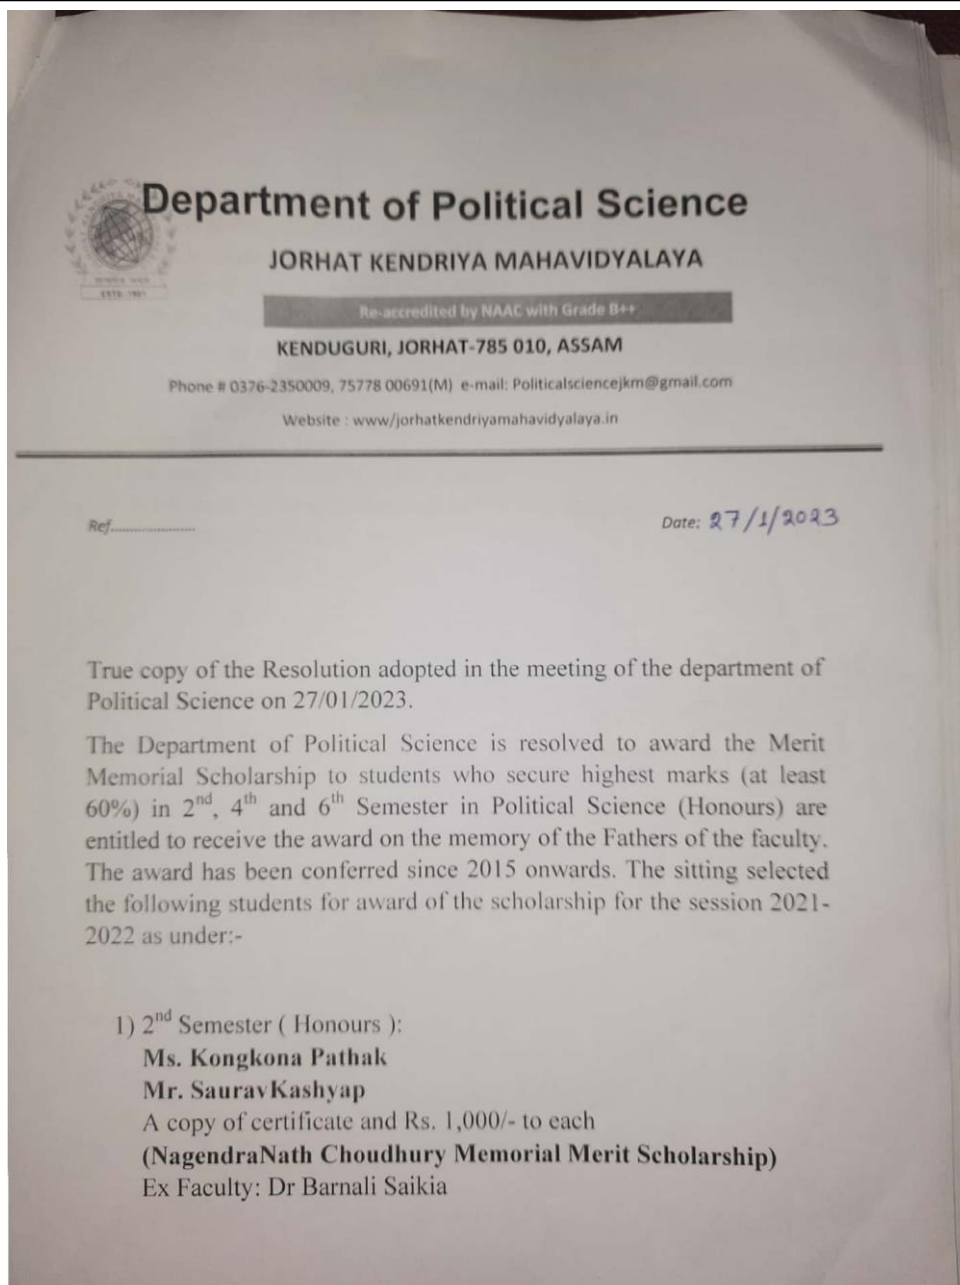 Department of Political Science
JORHAT KENDRIYA MAHAVIDYALAYA
Re-accredited by NAAC with Grade B++
KENDUGURI, JORHAT-785 010, ASSAM
Phone # 0376-2350009, 75778 00691(M) e-mail: Politicalsciencejkm@gmail.com
Website : www/jorhatkendriyamahavidyalaya.in
ESTD 1981
Ref......................
Date: 27/1/2023
True copy of the Resolution adopted in the meeting of the department of
Political Science on 27/01/2023.
The Department of Political Science is resolved to award the Merit
Memorial Scholarship to students who secure highest marks (at least
60%) in 2nd, 4th and 6th Semester in Political Science (Honours) are
entitled to receive the award on the memory of the Fathers of the faculty.
The award has been conferred since 2015 onwards. The sitting selected
the following students for award of the scholarship for the session 2021-
2022 as under:-
1) 2nd Semester ( Honours ):
Ms. Kongkona Pathak
Mr. SauravKashyap
A copy of certificate and Rs. 1,000/- to each
(NagendraNath Choudhury Memorial Merit Scholarship)
Ex Faculty: Dr Barnali Saikia